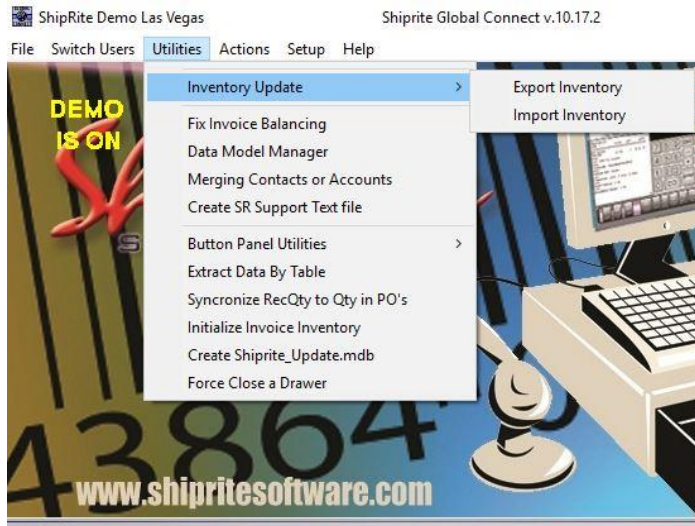 ShipRite Demo Las Vegas Shiprite Global Connect v.10.17.2
File Switch Users Utilities Actions Setup Help
DEMO
IS ON
Inventory Update
Export Inventory
Import Inventory
Fix Invoice Balancing
Data Model Manager
Merging Contacts or Accounts
Create SR Support Text file
Button Panel Utilities
Extract Data By Table
Syncronize RecQty to Qty in PO's
Initialize Invoice Inventory
Create Shiprite_Update.mdb
Force Close a Drawer
43864
www.shipritesoftware.com